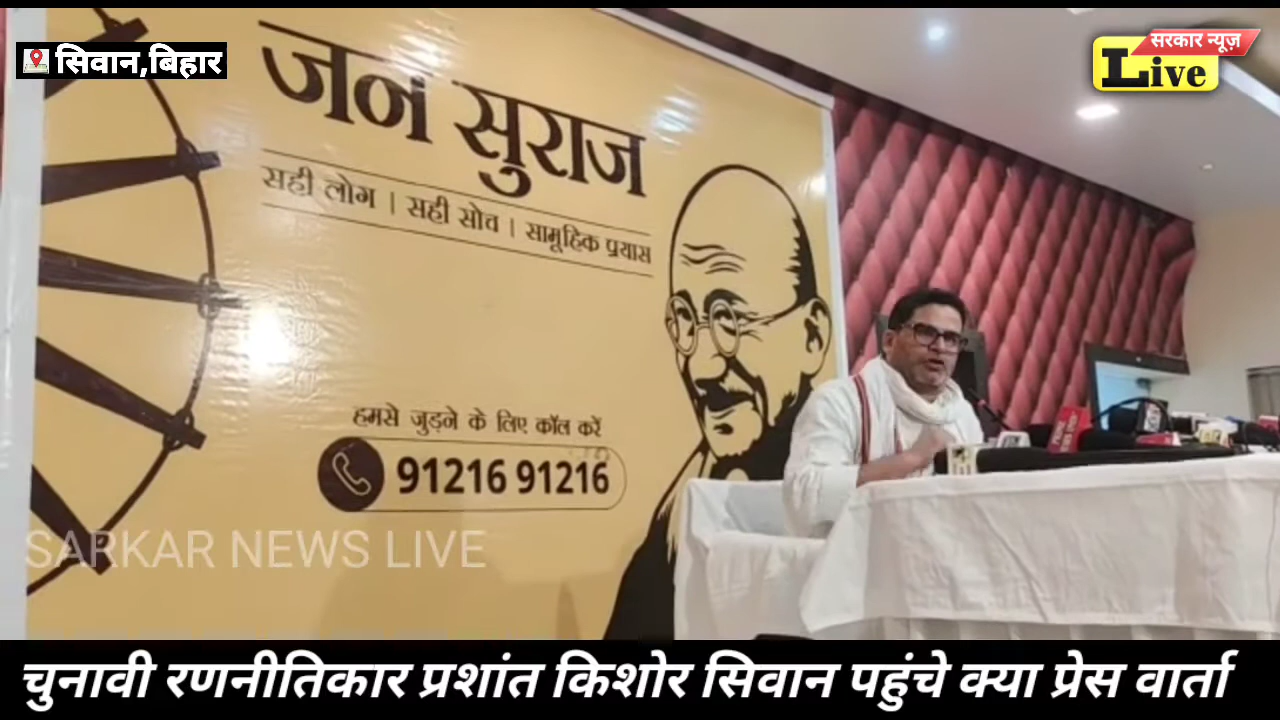 सिवान,बिहार
सरकार न्यूज़
Live
जन सुराज
सही लोग | सही सोच | सामूहिक प्रयास
हमसे जुड़ने के लिए कॉल करें
91216 91216
SARKAR NEWS LIVE
चुनावी रणनीतिकार प्रशांत किशोर सिवान पहुंचे क्या प्रेस वार्ता